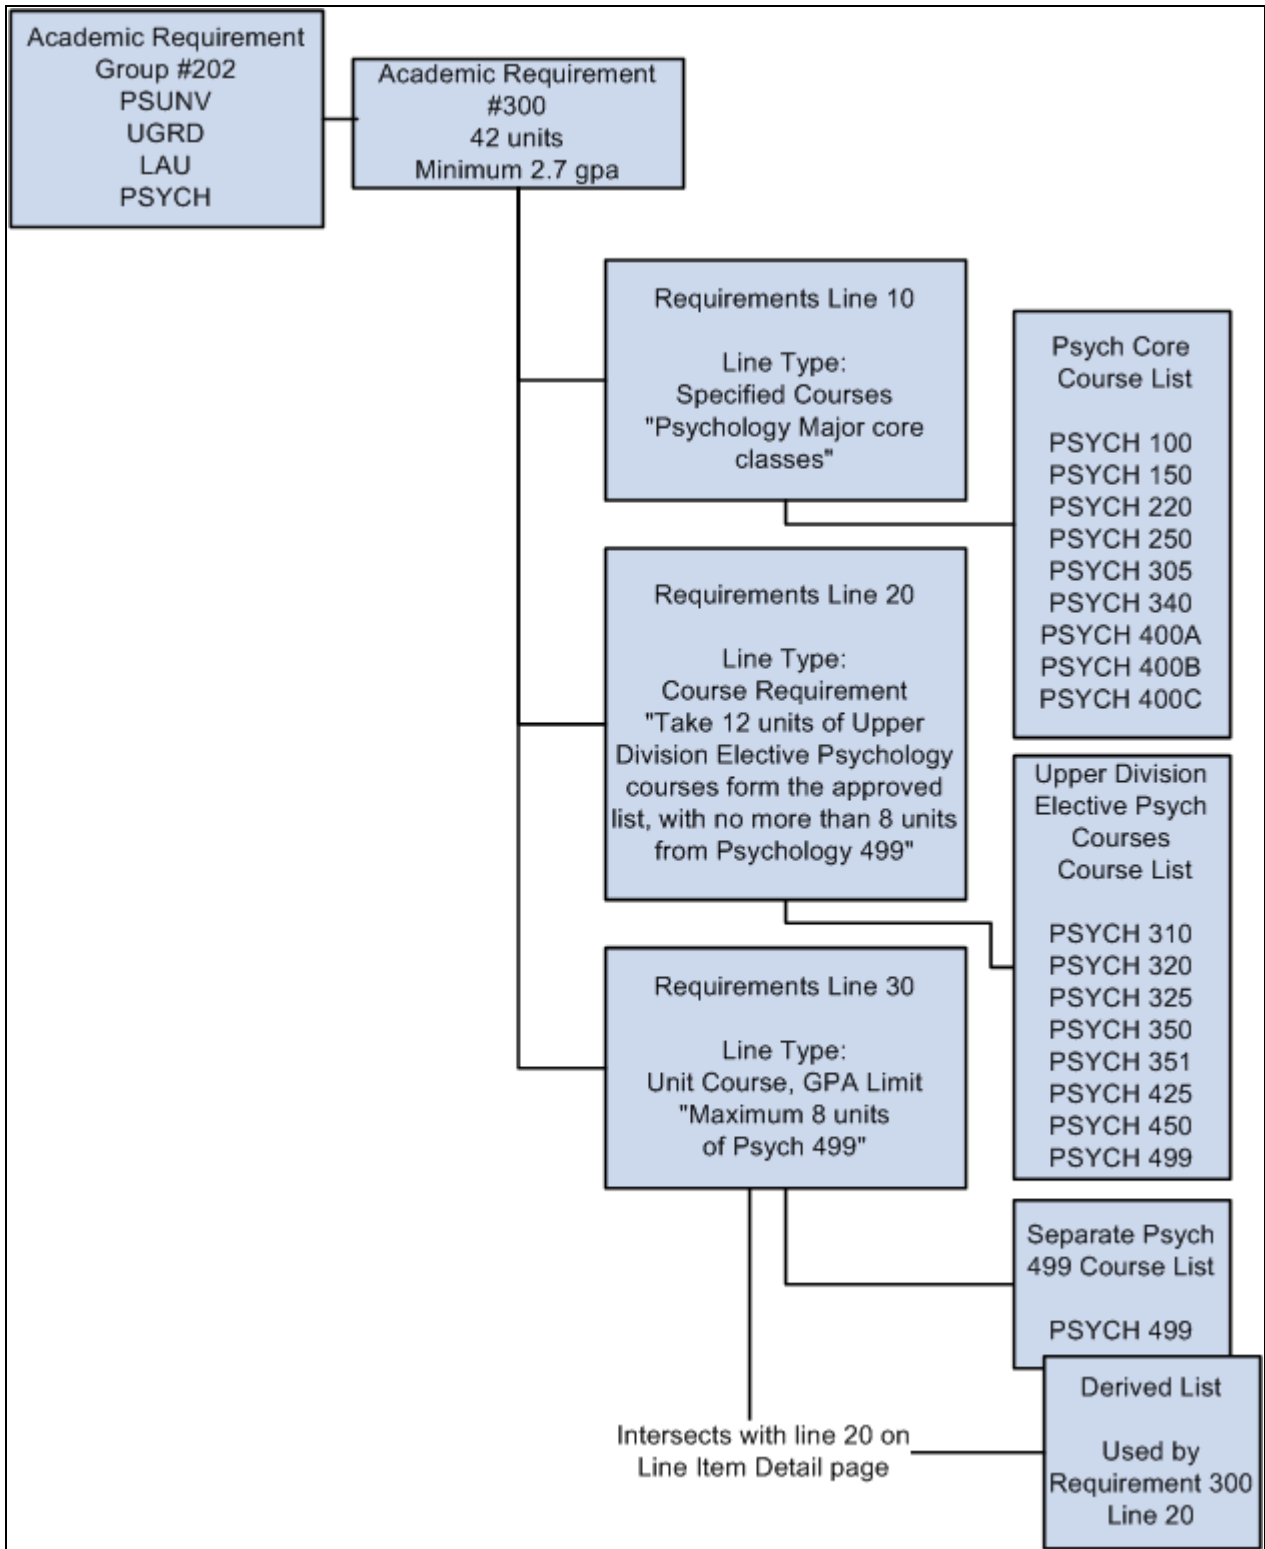 Academic Requirement
Group #202
PSUNV
UGRD
LAU
PSYCH
Academic Requirement
#300
42 units
Minimum 2.7 gpa
Requirements Line 10
Line Type:
Specified Courses
"Psychology Major core
classes"
Psych Core
Course List
PSYCH 100
PSYCH 150
PSYCH 220
PSYCH 250
PSYCH 305
PSYCH 340
PSYCH 400A
PSYCH 400B
PSYCH 400C
Requirements Line 20
Line Type:
Course Requirement
"Take 12 units of Upper
Division Elective Psychology
courses form the approved
list, with no more than 8 units
from Psychology 499"
Upper Division
Elective Psych
Courses
Course List
PSYCH 310
PSYCH 320
PSYCH 325
PSYCH 350
PSYCH 351
PSYCH 425
PSYCH 450
PSYCH 499
Requirements Line 30
Line Type:
Unit Course, GPA Limit
"Maximum 8 units
of Psych 499"
Separate Psych
499 Course List
PSYCH 499
Intersects with line 20 on
Line Item Detail page
Derived List
Used by
Requirement 300
Line 20